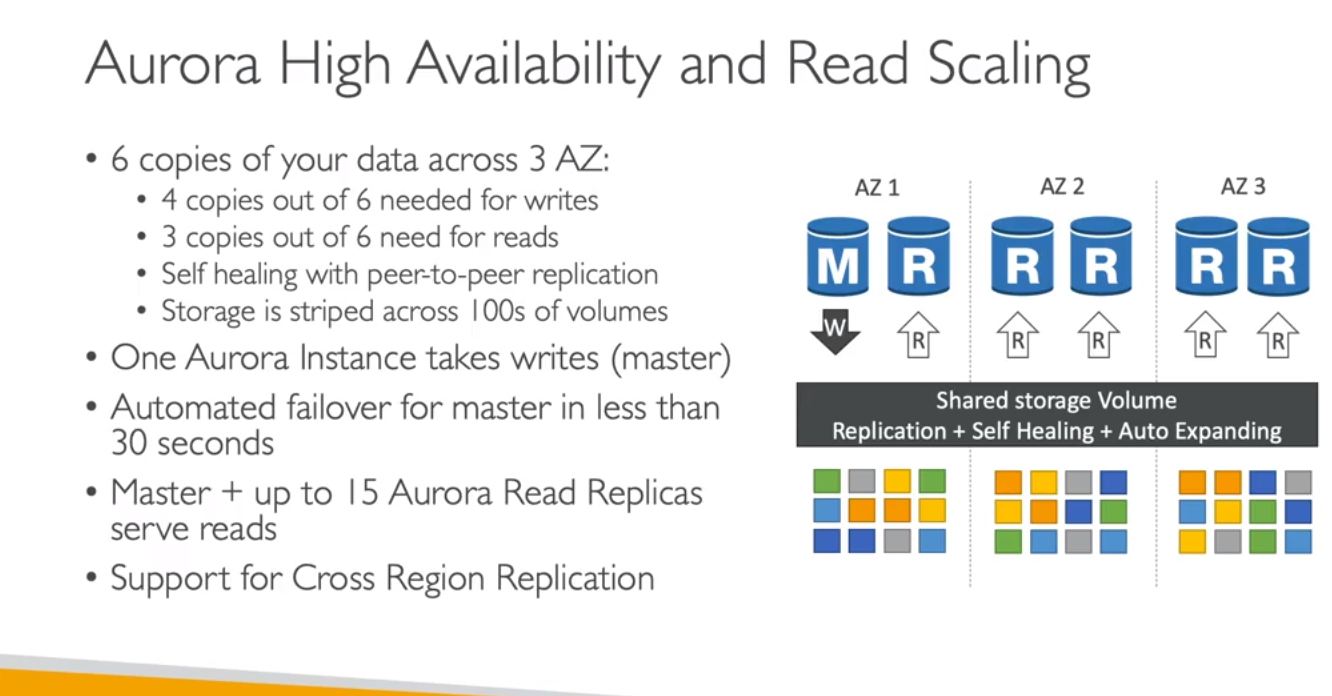 Aurora High Availability and Read Scaling
• 6 copies of your data across 3 AZ:
• 4 copies out of 6 needed for writes
• 3 copies out of 6 need for reads
• Self healing with peer-to-peer replication
• Storage is striped across 100s of volumes
• One Aurora Instance takes writes (master)
• Automated failover for master in less than
30 seconds
• Master + up to 15 Aurora Read Replicas
serve reads
• Support for Cross Region Replication
AZ 1 AZ 2 AZ 3
M R R R R R
W R R R R R
Shared storage Volume
Replication + Self Healing + Auto Expanding